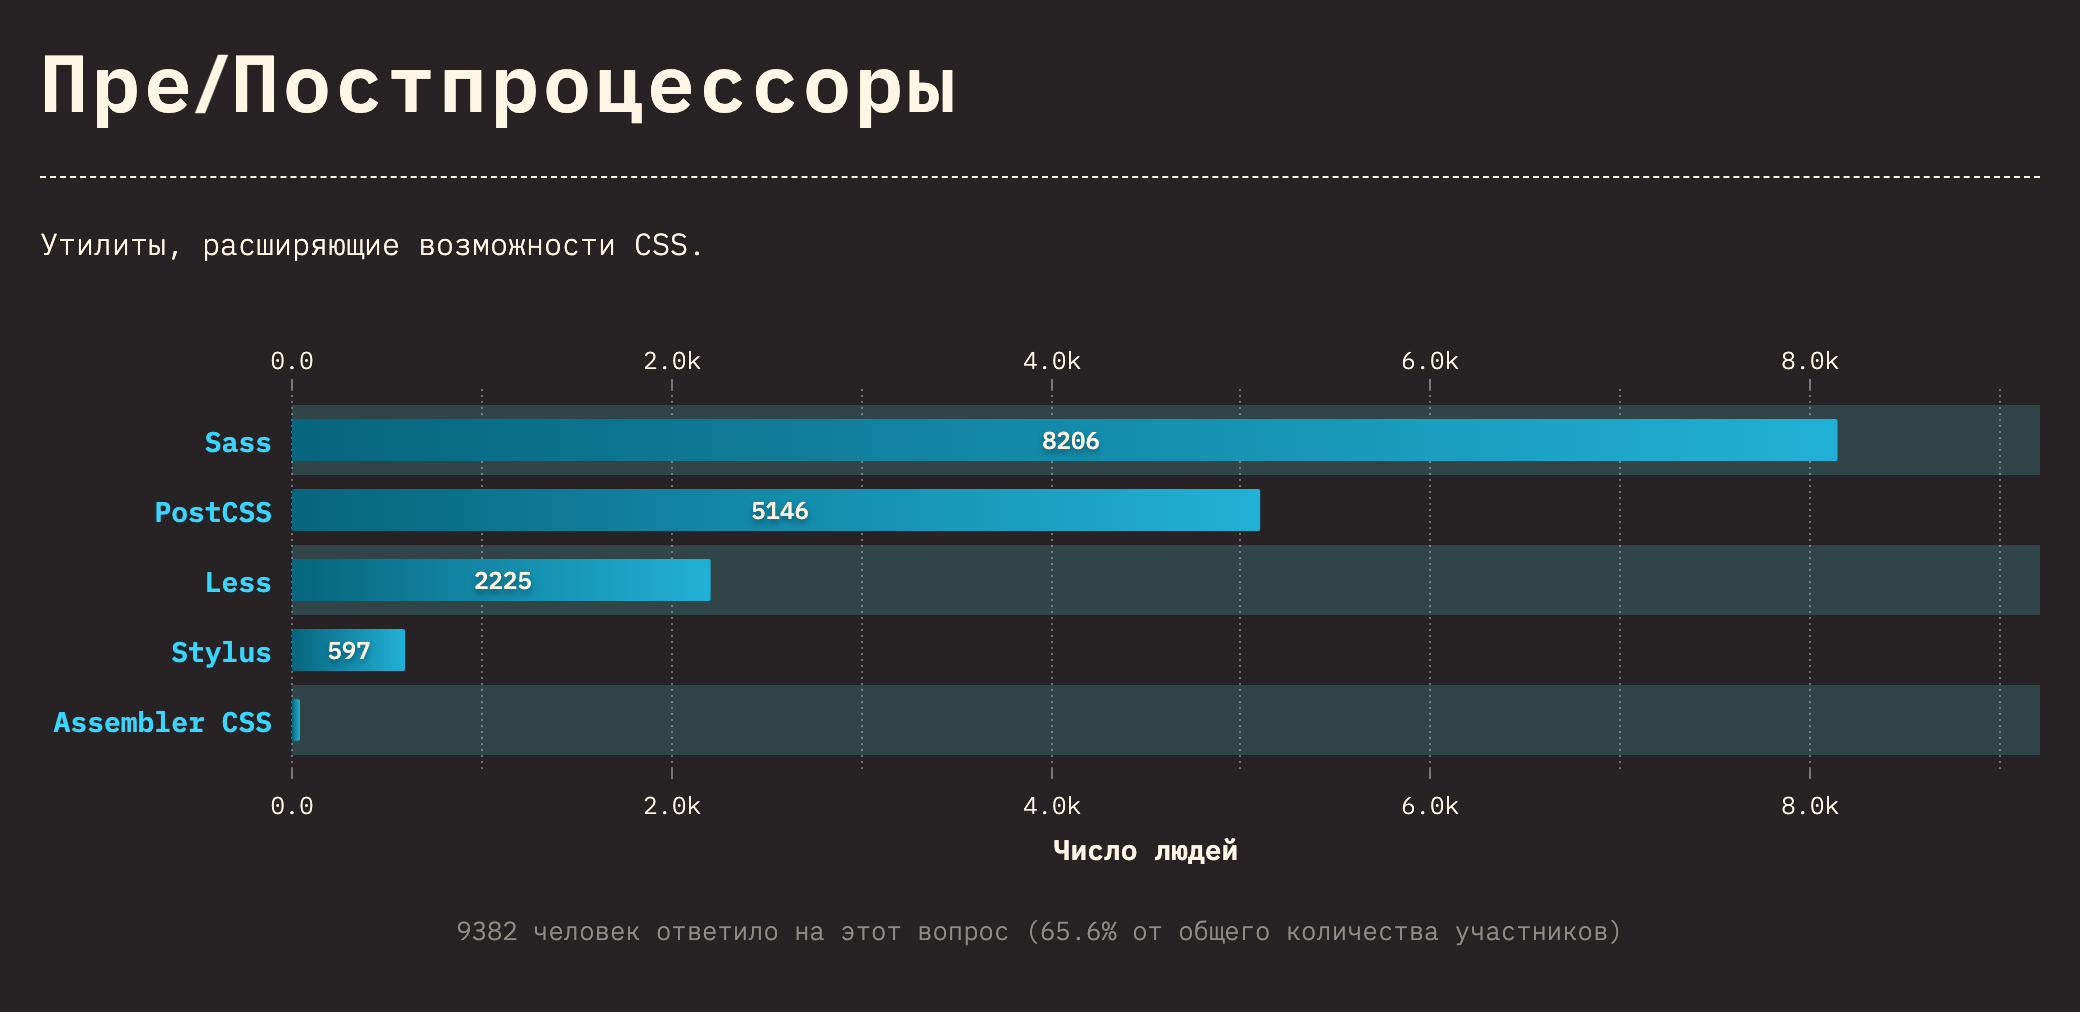 Пре/Постпроцессоры
Утилиты, расширяющие возможности CSS.
0.0 2.0k 4.0k 6.0k 8.0k
Sass 8206
PostCSS 5146
Less 2225
Stylus 597
Assembler CSS
0.0 2.0k 4.0k 6.0k 8.0k
Число людей
9382 человек ответило на этот вопрос (65.6% от общего количества участников)